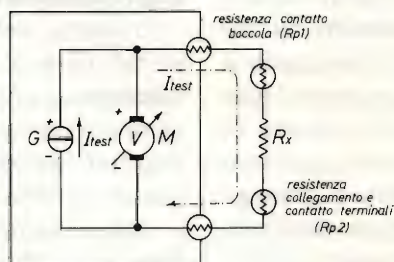 resistenza contatto
boccola (Rp1)
Itest
+
+
G
Itest
V
M
Rx
-
-
resistenza
collegamento e
contatto terminali
(Rp2)